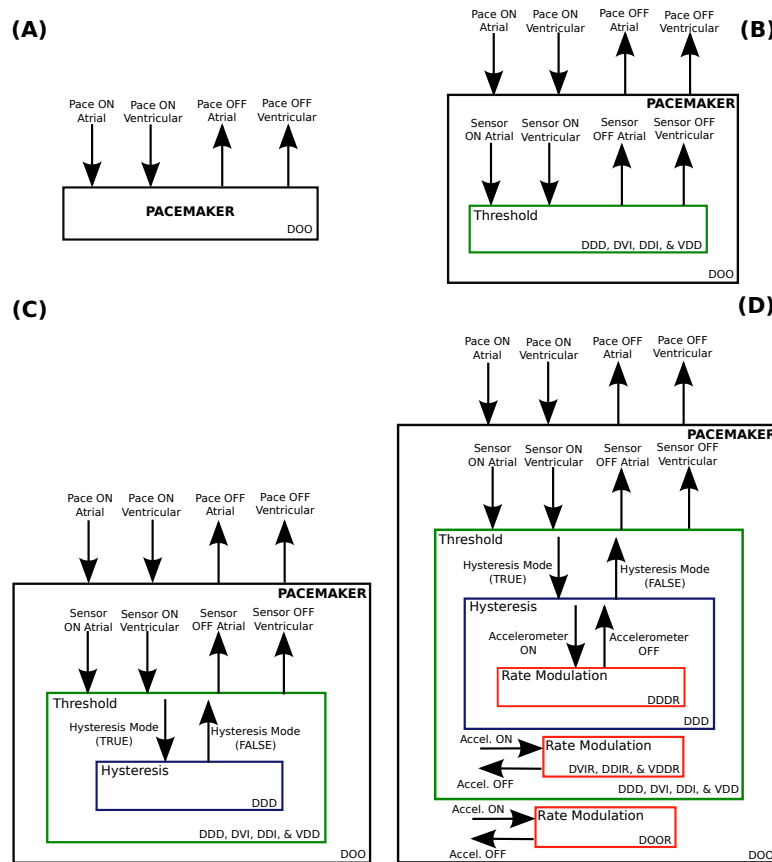 (A)
Pace ON
Atrial
Pace ON
Ventricular
Pace OFF
Atrial
Pace OFF
Ventricular
PACEMAKER
DOO
(B)
Pace ON
Atrial
Pace ON
Ventricular
Pace OFF
Atrial
Pace OFF
Ventricular
PACEMAKER
Sensor
ON Atrial
Sensor ON
Ventricular
Sensor
OFF Atrial
Sensor OFF
Ventricular
Threshold
DDD, DVI, DDI, & VDD
DOO
(C)
Pace ON
Atrial
Pace ON
Ventricular
Pace OFF
Atrial
Pace OFF
Ventricular
PACEMAKER
Sensor
ON Atrial
Sensor ON
Ventricular
Sensor
OFF Atrial
Sensor OFF
Ventricular
Threshold
Hysteresis Mode
(TRUE)
Hysteresis Mode
(FALSE)
Hysteresis
DDD
DDD, DVI, DDI, & VDD
DOO
(D)
Pace ON
Atrial
Pace ON
Ventricular
Pace OFF
Atrial
Pace OFF
Ventricular
PACEMAKER
Sensor
ON Atrial
Sensor ON
Ventricular
Sensor
OFF Atrial
Sensor OFF
Ventricular
Threshold
Hysteresis Mode
(TRUE)
Hysteresis Mode
(FALSE)
Hysteresis
Accelerometer
ON
Accelerometer
OFF
Rate Modulation
DDDR
DDD
Accel. ON
Accel. OFF
Rate Modulation
DVIR, DDIR, & VDDR
DDD, DVI, DDI, & VDD
Accel. ON
Accel. OFF
Rate Modulation
DOOR
DOO